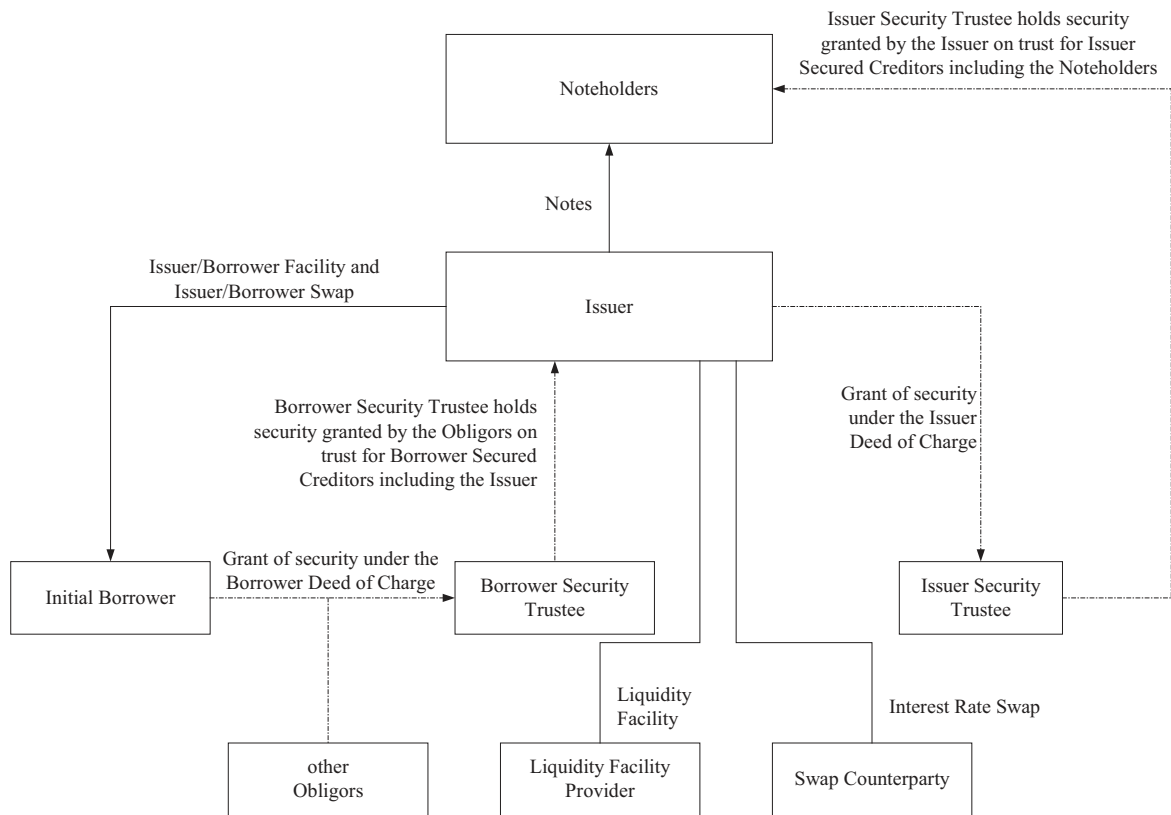 Issuer Security Trustee holds security
granted by the Issuer on trust for Issuer
Secured Creditors including the Noteholders
Noteholders
Notes
Issuer/Borrower Facility and
Issuer/Borrower Swap
Issuer
Grant of security
under the Issuer
Deed of Charge
Borrower Security Trustee holds
security granted by the Obligors on
trust for Borrower Secured
Creditors including the Issuer
Initial Borrower
Grant of security under the
Borrower Deed of Charge
Borrower Security
Trustee
Issuer Security
Trustee
Liquidity
Facility
Interest Rate Swap
other
Obligors
Liquidity Facility
Provider
Swap Counterparty